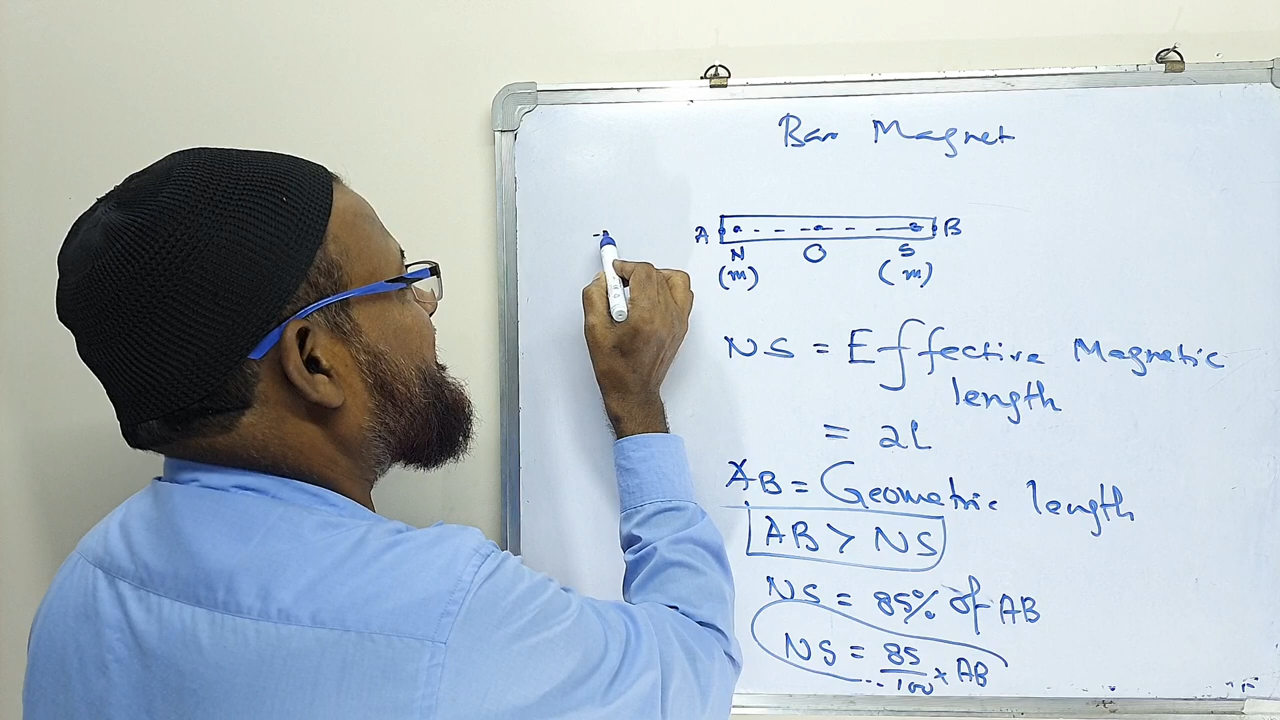 Bar Magnet
A B
N O S
(m) (m)
NS = Effective Magnetic
length
= 2l
AB = Geometric length
AB > NS
NS = 85% of AB
NS = 85/100 × AB